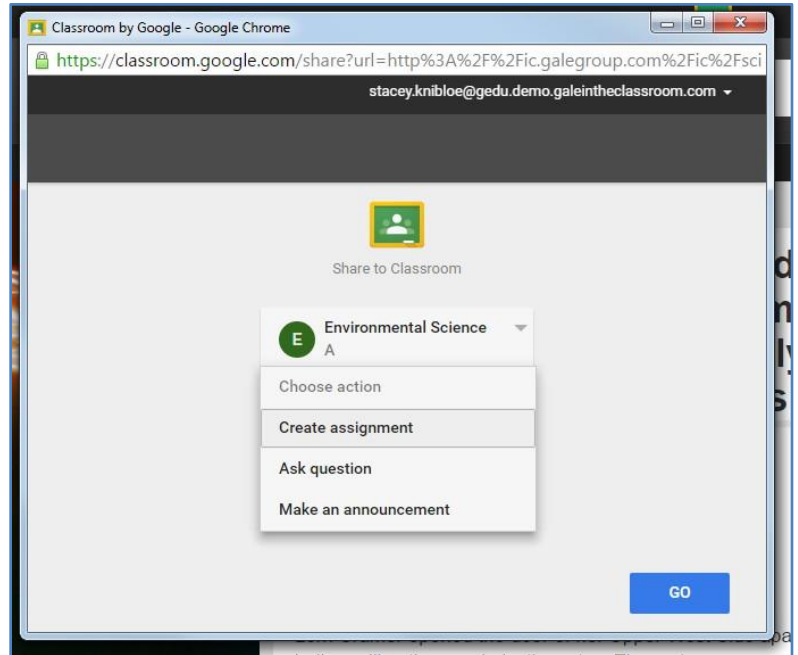 Classroom by Google - Google Chrome
https://classroom.google.com/share?url=http%3A%2F%2Fic.galegroup.com%2Fic%2Fsci
stacey.knibloe@gedu.demo.galeintheclassroom.com
Share to Classroom
E
Environmental Science
A
Choose action
Create assignment
Ask question
Make an announcement
GO